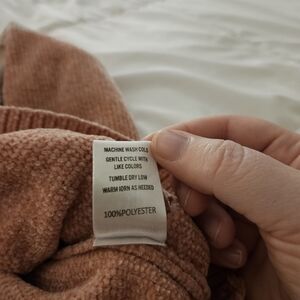 MACHINE WASH COLD
GENTLE CYCLE WITH
LIKE COLORS
TUMBLE DRY LOW
WARM IORN AS NEEDED
100%POLYESTER